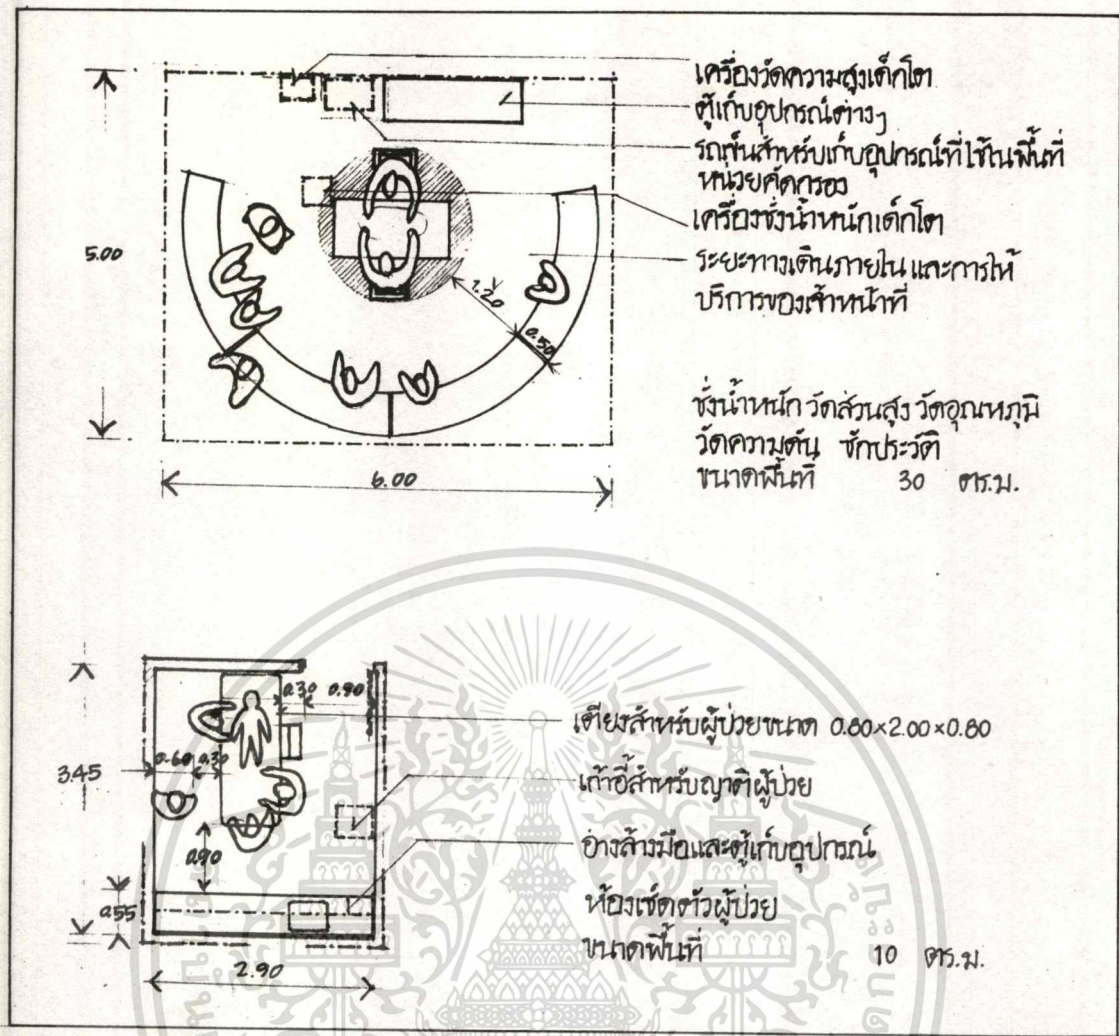 เครื่องวัดความสูงเด็กโต
ตู้เก็บอุปกรณ์ต่างๆ
รถเข็นสำหรับเก็บอุปกรณ์ที่ใช้ในพื้นที่
หน่วยคัดกรอง
เครื่องชั่งน้ำหนักเด็กโต
ระยะทางเดินภายในและการให้
บริการของเจ้าหน้าที่
5.00
1.20
0.50
6.00
ชั่งน้ำหนัก วัดส่วนสูง วัดอุณหภูมิ
วัดความดัน ซักประวัติ
ขนาดพื้นที่ 30 ตร.ม.
0.30 0.90
เตียงสำหรับผู้ป่วยขนาด 0.80×2.00×0.80
3.45
0.60 0.30
เก้าอี้สำหรับญาติผู้ป่วย
อ่างล้างมือและตู้เก็บอุปกรณ์
0.90
0.55
ห้องเช็ดตัวผู้ป่วย
ขนาดพื้นที่ 10 ตร.ม.
2.90